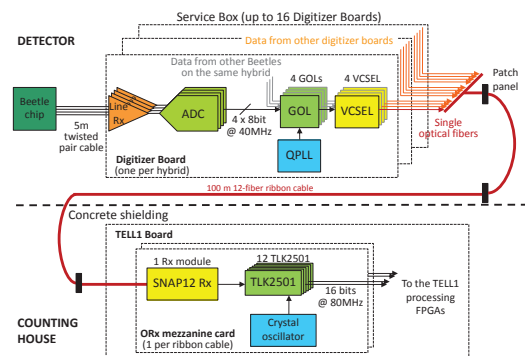 Service Box (up to 16 Digitizer Boards)
DETECTOR
Data from other digitizer boards
Data from other Beetles
on the same hybrid
4 GOLs
4 VCSEL
Patch
panel
Beetle
chip
Line
Rx
ADC
GOL
VCSEL
4 x 8bit
@ 40MHz
5m
twisted
pair cable
QPLL
Single
optical fibers
Digitizer Board
(one per hybrid)
100 m 12-fiber ribbon cable
Concrete shielding
TELL1 Board
1 Rx module
12 TLK2501
SNAP12 Rx
TLK2501
16 bits
@ 80MHz
To the TELL1
processing
FPGAs
Crystal
oscillator
ORx mezzanine card
(1 per ribbon cable)
COUNTING
HOUSE